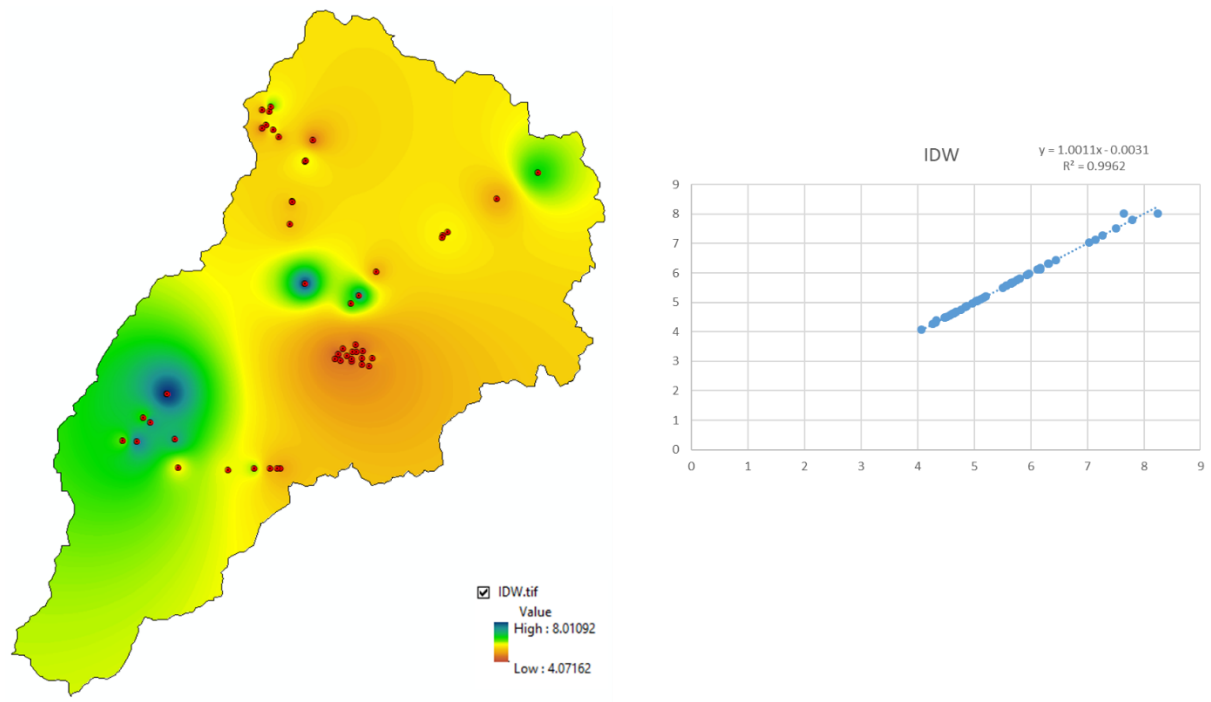 IDW
y = 1.0011x - 0.0031
R² = 0.9962
9
8
7
6
5
4
3
2
1
0
0 1 2 3 4 5 6 7 8 9
IDW.tif
Value
High : 8.01092
Low : 4.07162